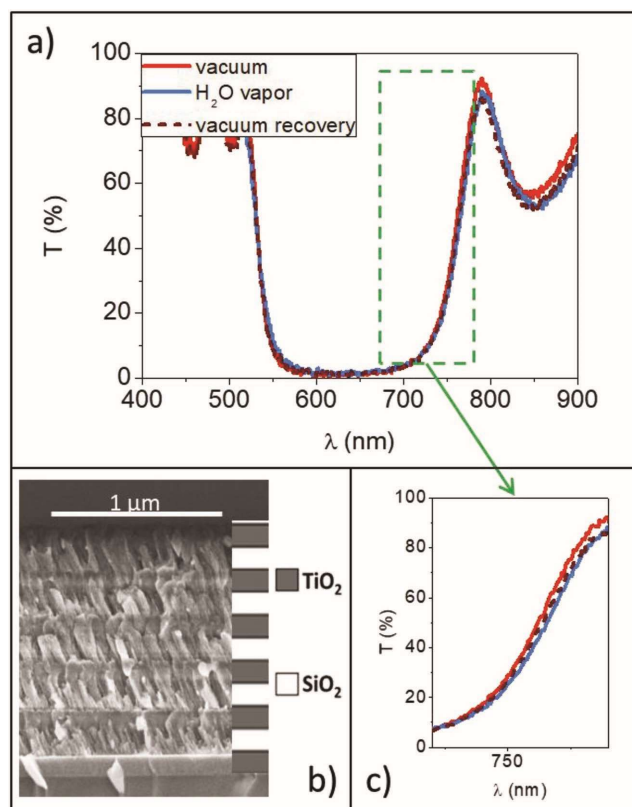 a)
100
80
60
40
20
0
T (%)
vacuum
H₂O vapor
vacuum recovery
400 500 600 700 800 900
λ (nm)
1 µm
TiO₂
SiO₂
b)
100
80
60
40
20
0
T (%)
750
λ (nm)
c)